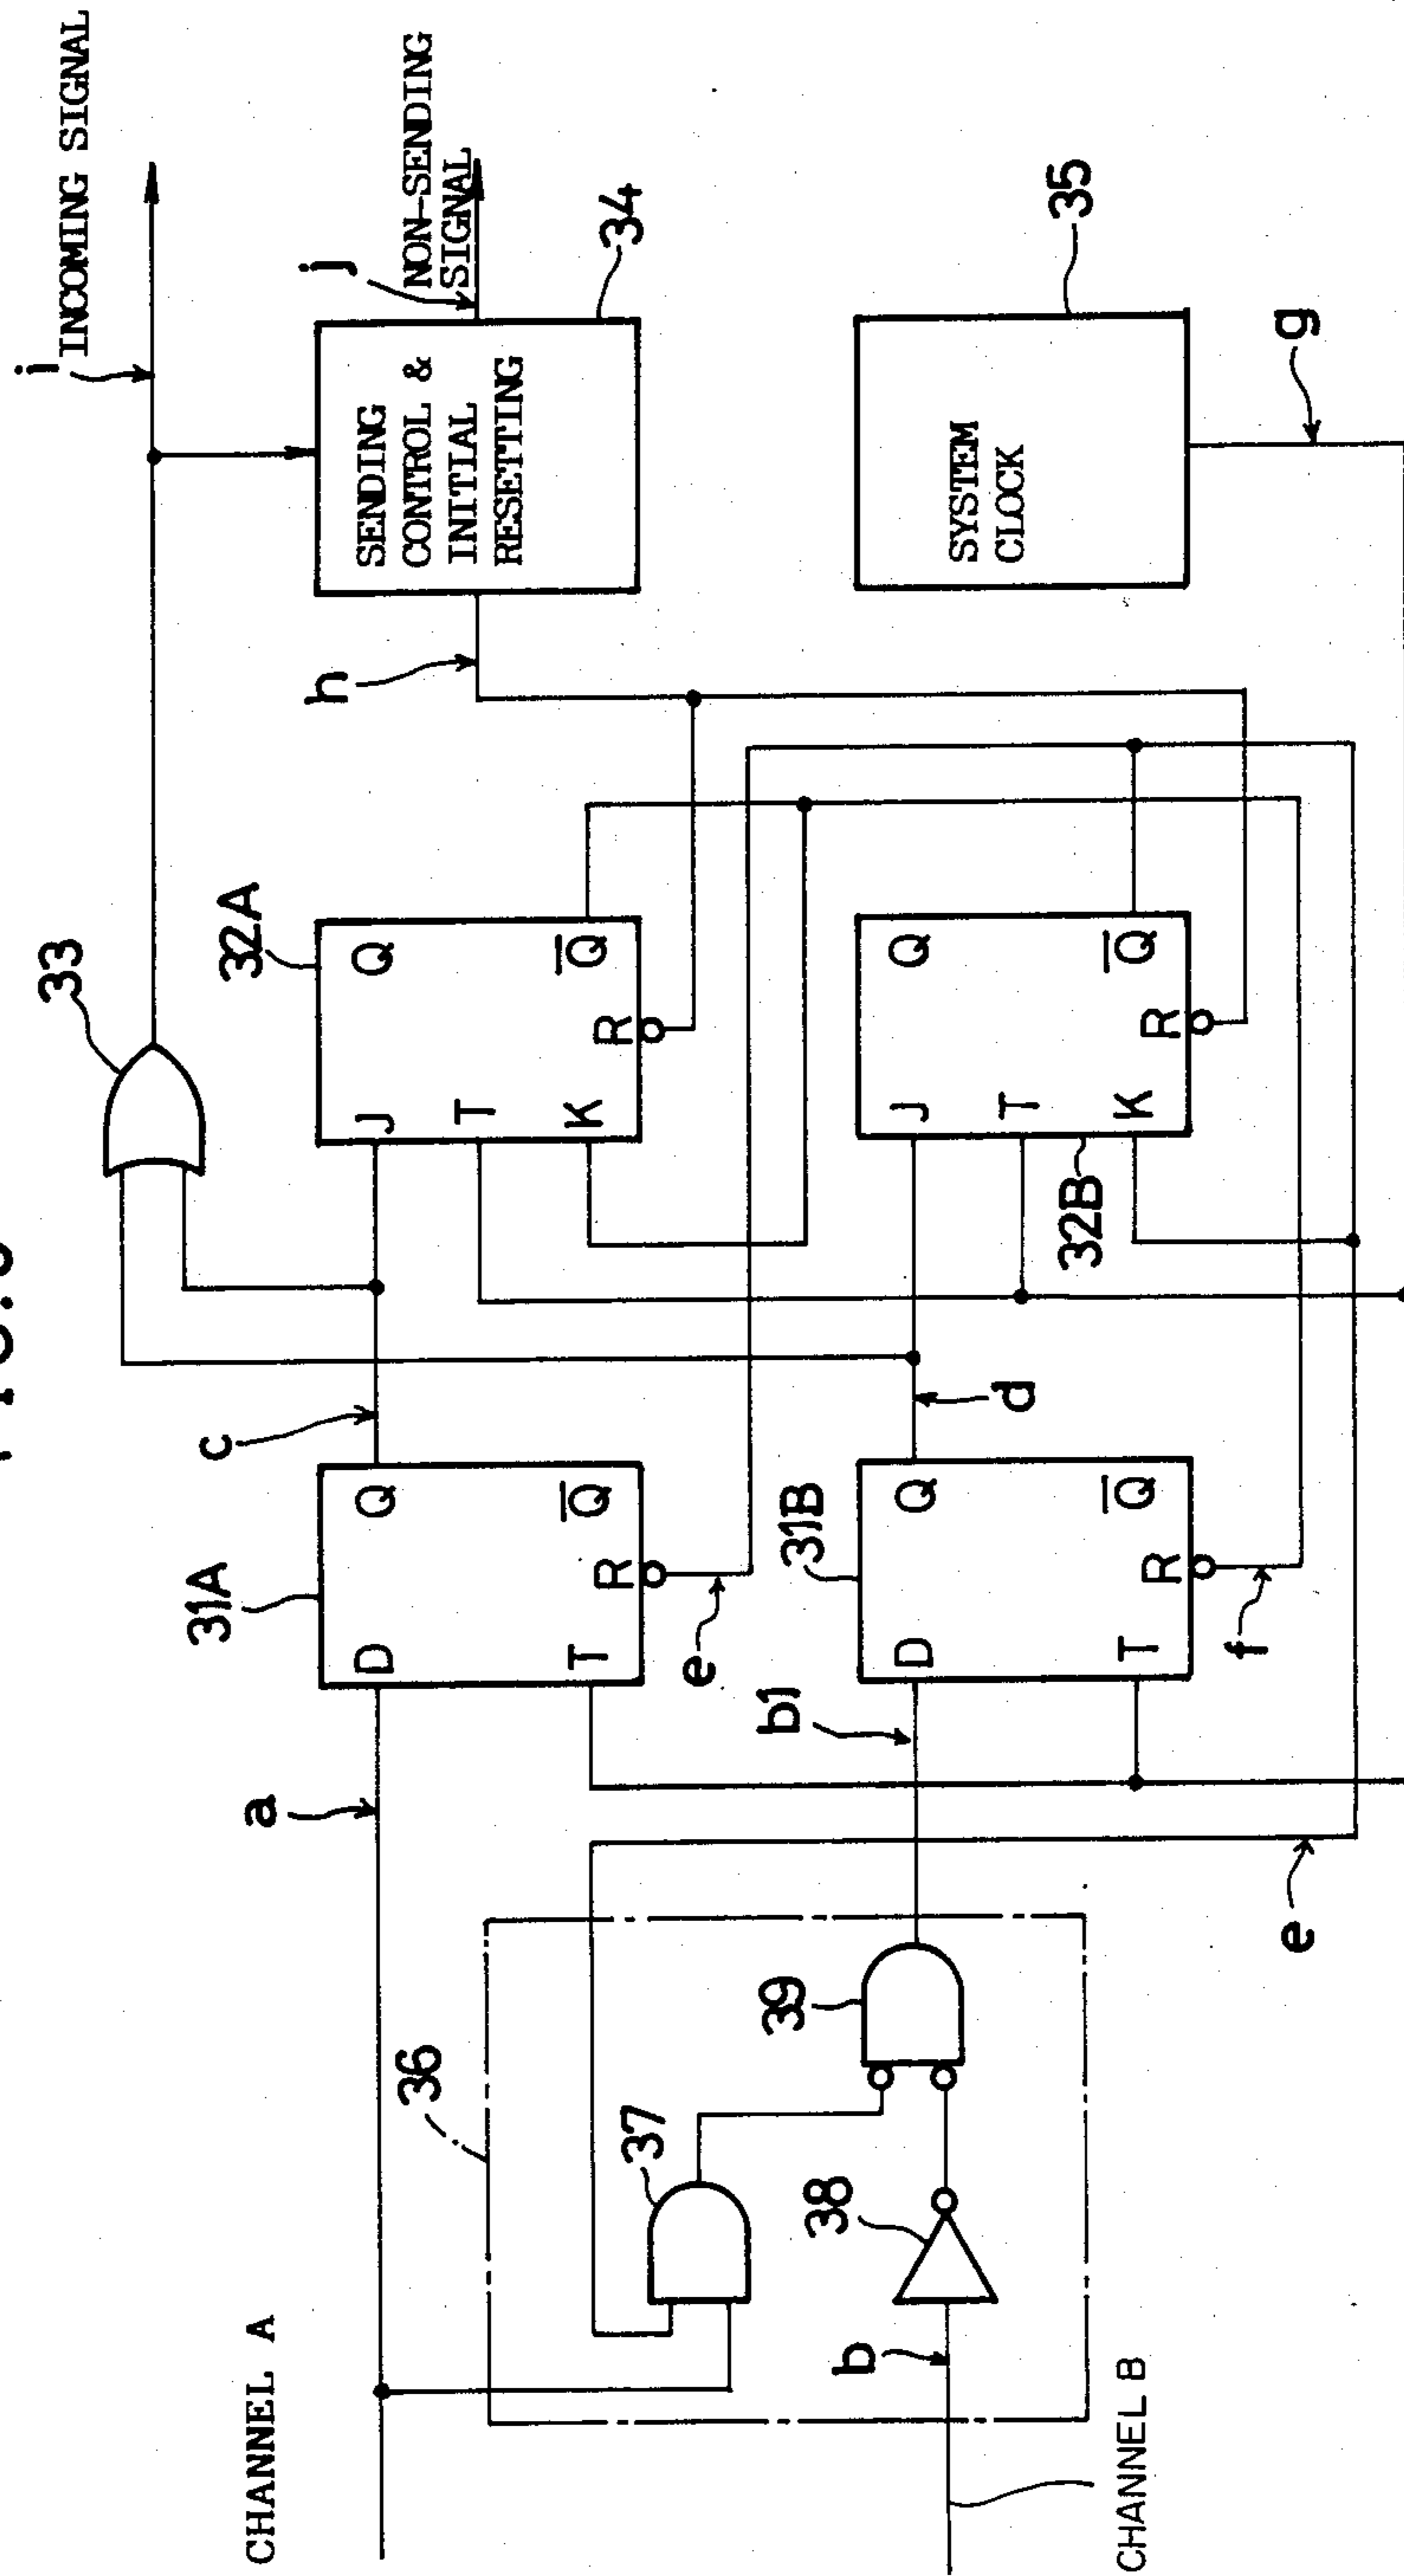 i
INCOMING SIGNAL
j
NON-SENDING
SIGNAL
34
35
g
SENDING
CONTROL &
INITIAL
RESETTING
SYSTEM
CLOCK
h
33
32A
J
T
K
R
Q
Q̅
32B
J
T
K
R
Q
Q̅
c
d
31A
D
T
R
Q
Q̅
e
31B
D
T
R
Q
Q̅
f
a
b1
e
36
37
38
39
b
CHANNEL A
CHANNEL B